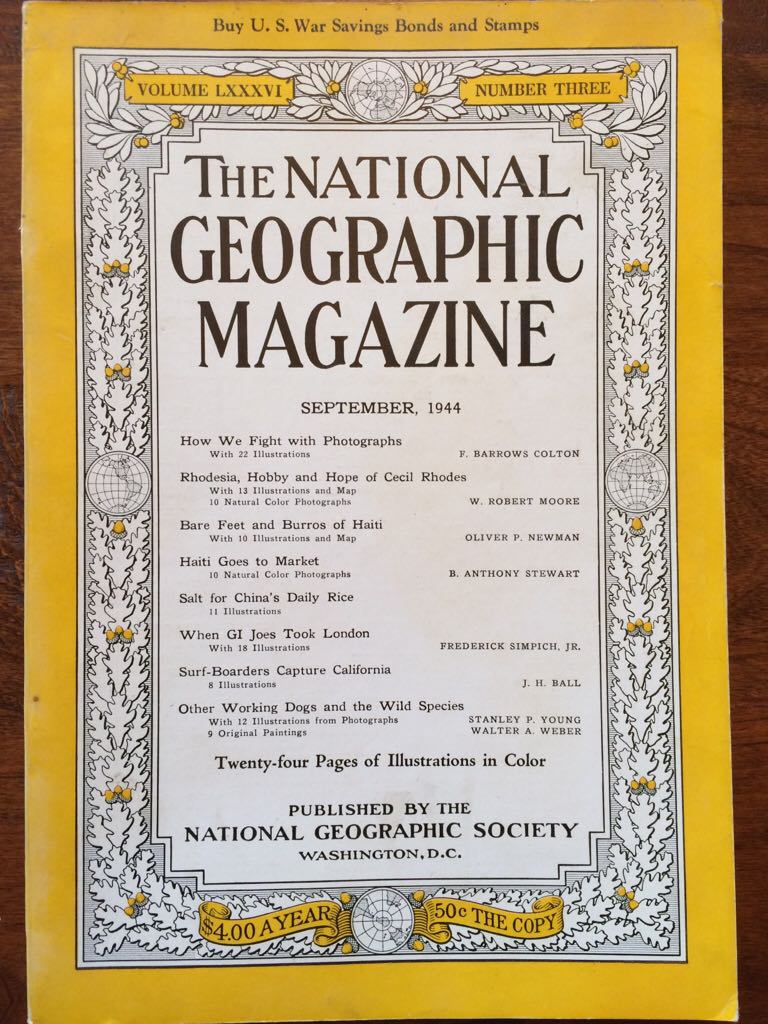 Buy U. S. War Savings Bonds and Stamps
VOLUME LXXXVI
NUMBER THREE
THE NATIONAL
GEOGRAPHIC
MAGAZINE
SEPTEMBER, 1944
How We Fight with Photographs
With 22 Illustrations F. BARROWS COLTON
Rhodesia, Hobby and Hope of Cecil Rhodes
With 13 Illustrations and Map
10 Natural Color Photographs W. ROBERT MOORE
Bare Feet and Burros of Haiti
With 10 Illustrations and Map OLIVER P. NEWMAN
Haiti Goes to Market
10 Natural Color Photographs B. ANTHONY STEWART
Salt for China's Daily Rice
11 Illustrations
When GI Joes Took London
With 18 Illustrations FREDERICK SIMPICH, JR.
Surf-Boarders Capture California
8 Illustrations J. H. BALL
Other Working Dogs and the Wild Species
With 12 Illustrations from Photographs STANLEY P. YOUNG
9 Original Paintings WALTER A. WEBER
Twenty-four Pages of Illustrations in Color
PUBLISHED BY THE
NATIONAL GEOGRAPHIC SOCIETY
WASHINGTON, D.C.
$4.00 A YEAR
50c THE COPY